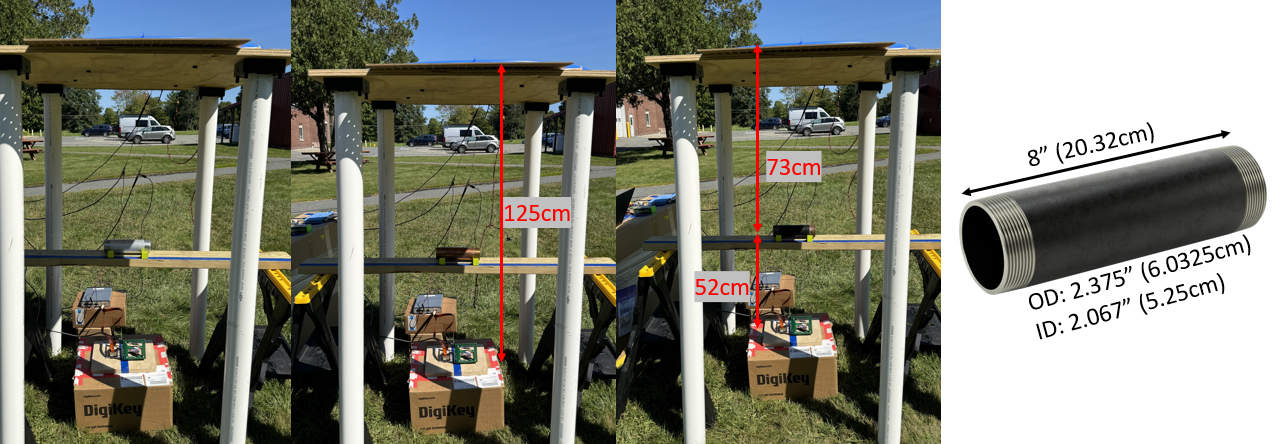 125cm
73cm
52cm
DigiKey
DigiKey
DigiKey
8” (20.32cm)
OD: 2.375” (6.0325cm)
ID: 2.067” (5.25cm)